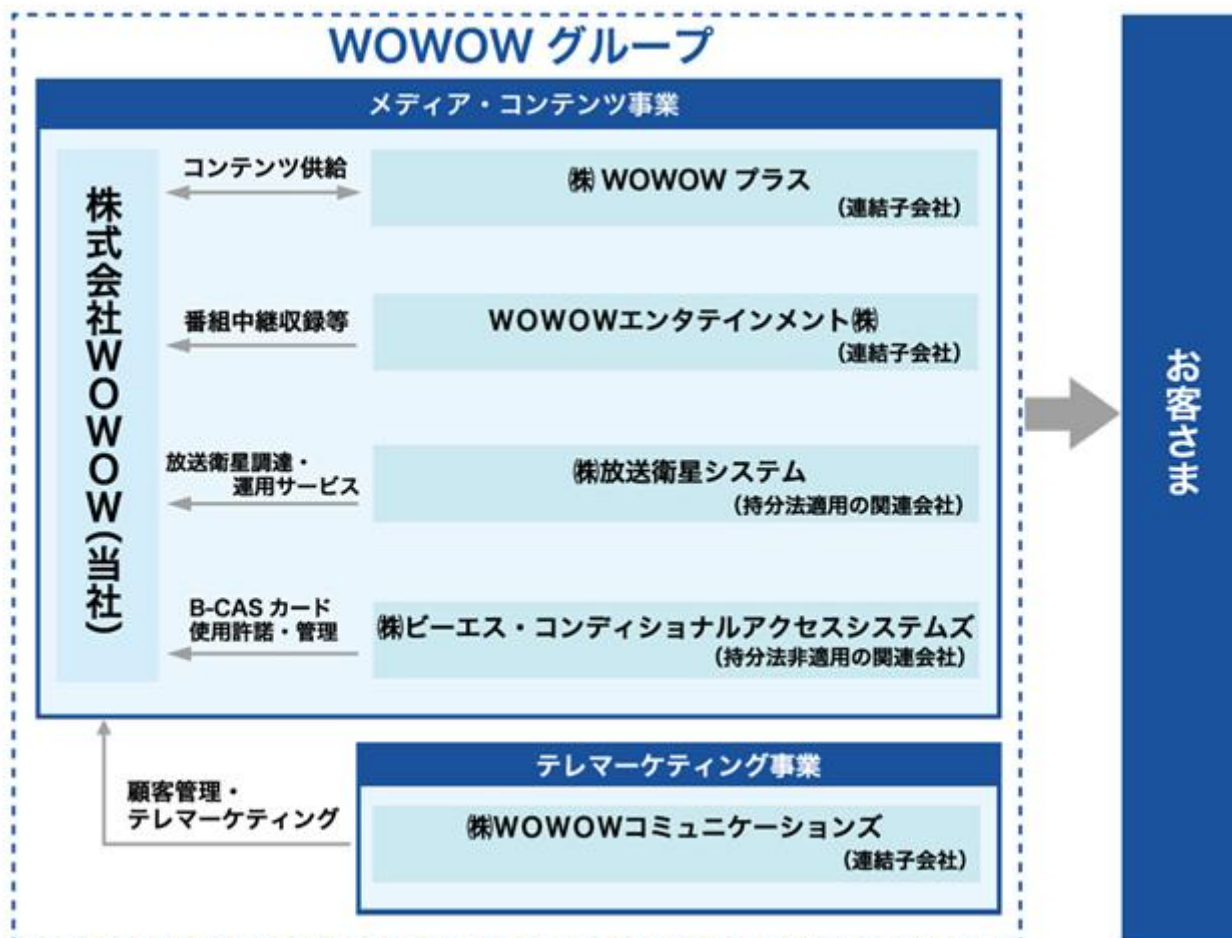 WOWOW グループ
メディア・コンテンツ事業
株式会社WOWOW(当社)
コンテンツ供給
㈱ WOWOW プラス
(連結子会社)
番組中継収録等
WOWOWエンタテインメント㈱
(連結子会社)
放送衛星調達・
運用サービス
㈱放送衛星システム
(持分法適用の関連会社)
B-CAS カード
使用許諾・管理
㈱ビーエス・コンディショナルアクセスシステムズ
(持分法非適用の関連会社)
テレマーケティング事業
顧客管理・
テレマーケティング
㈱WOWOWコミュニケーションズ
(連結子会社)
お客さま